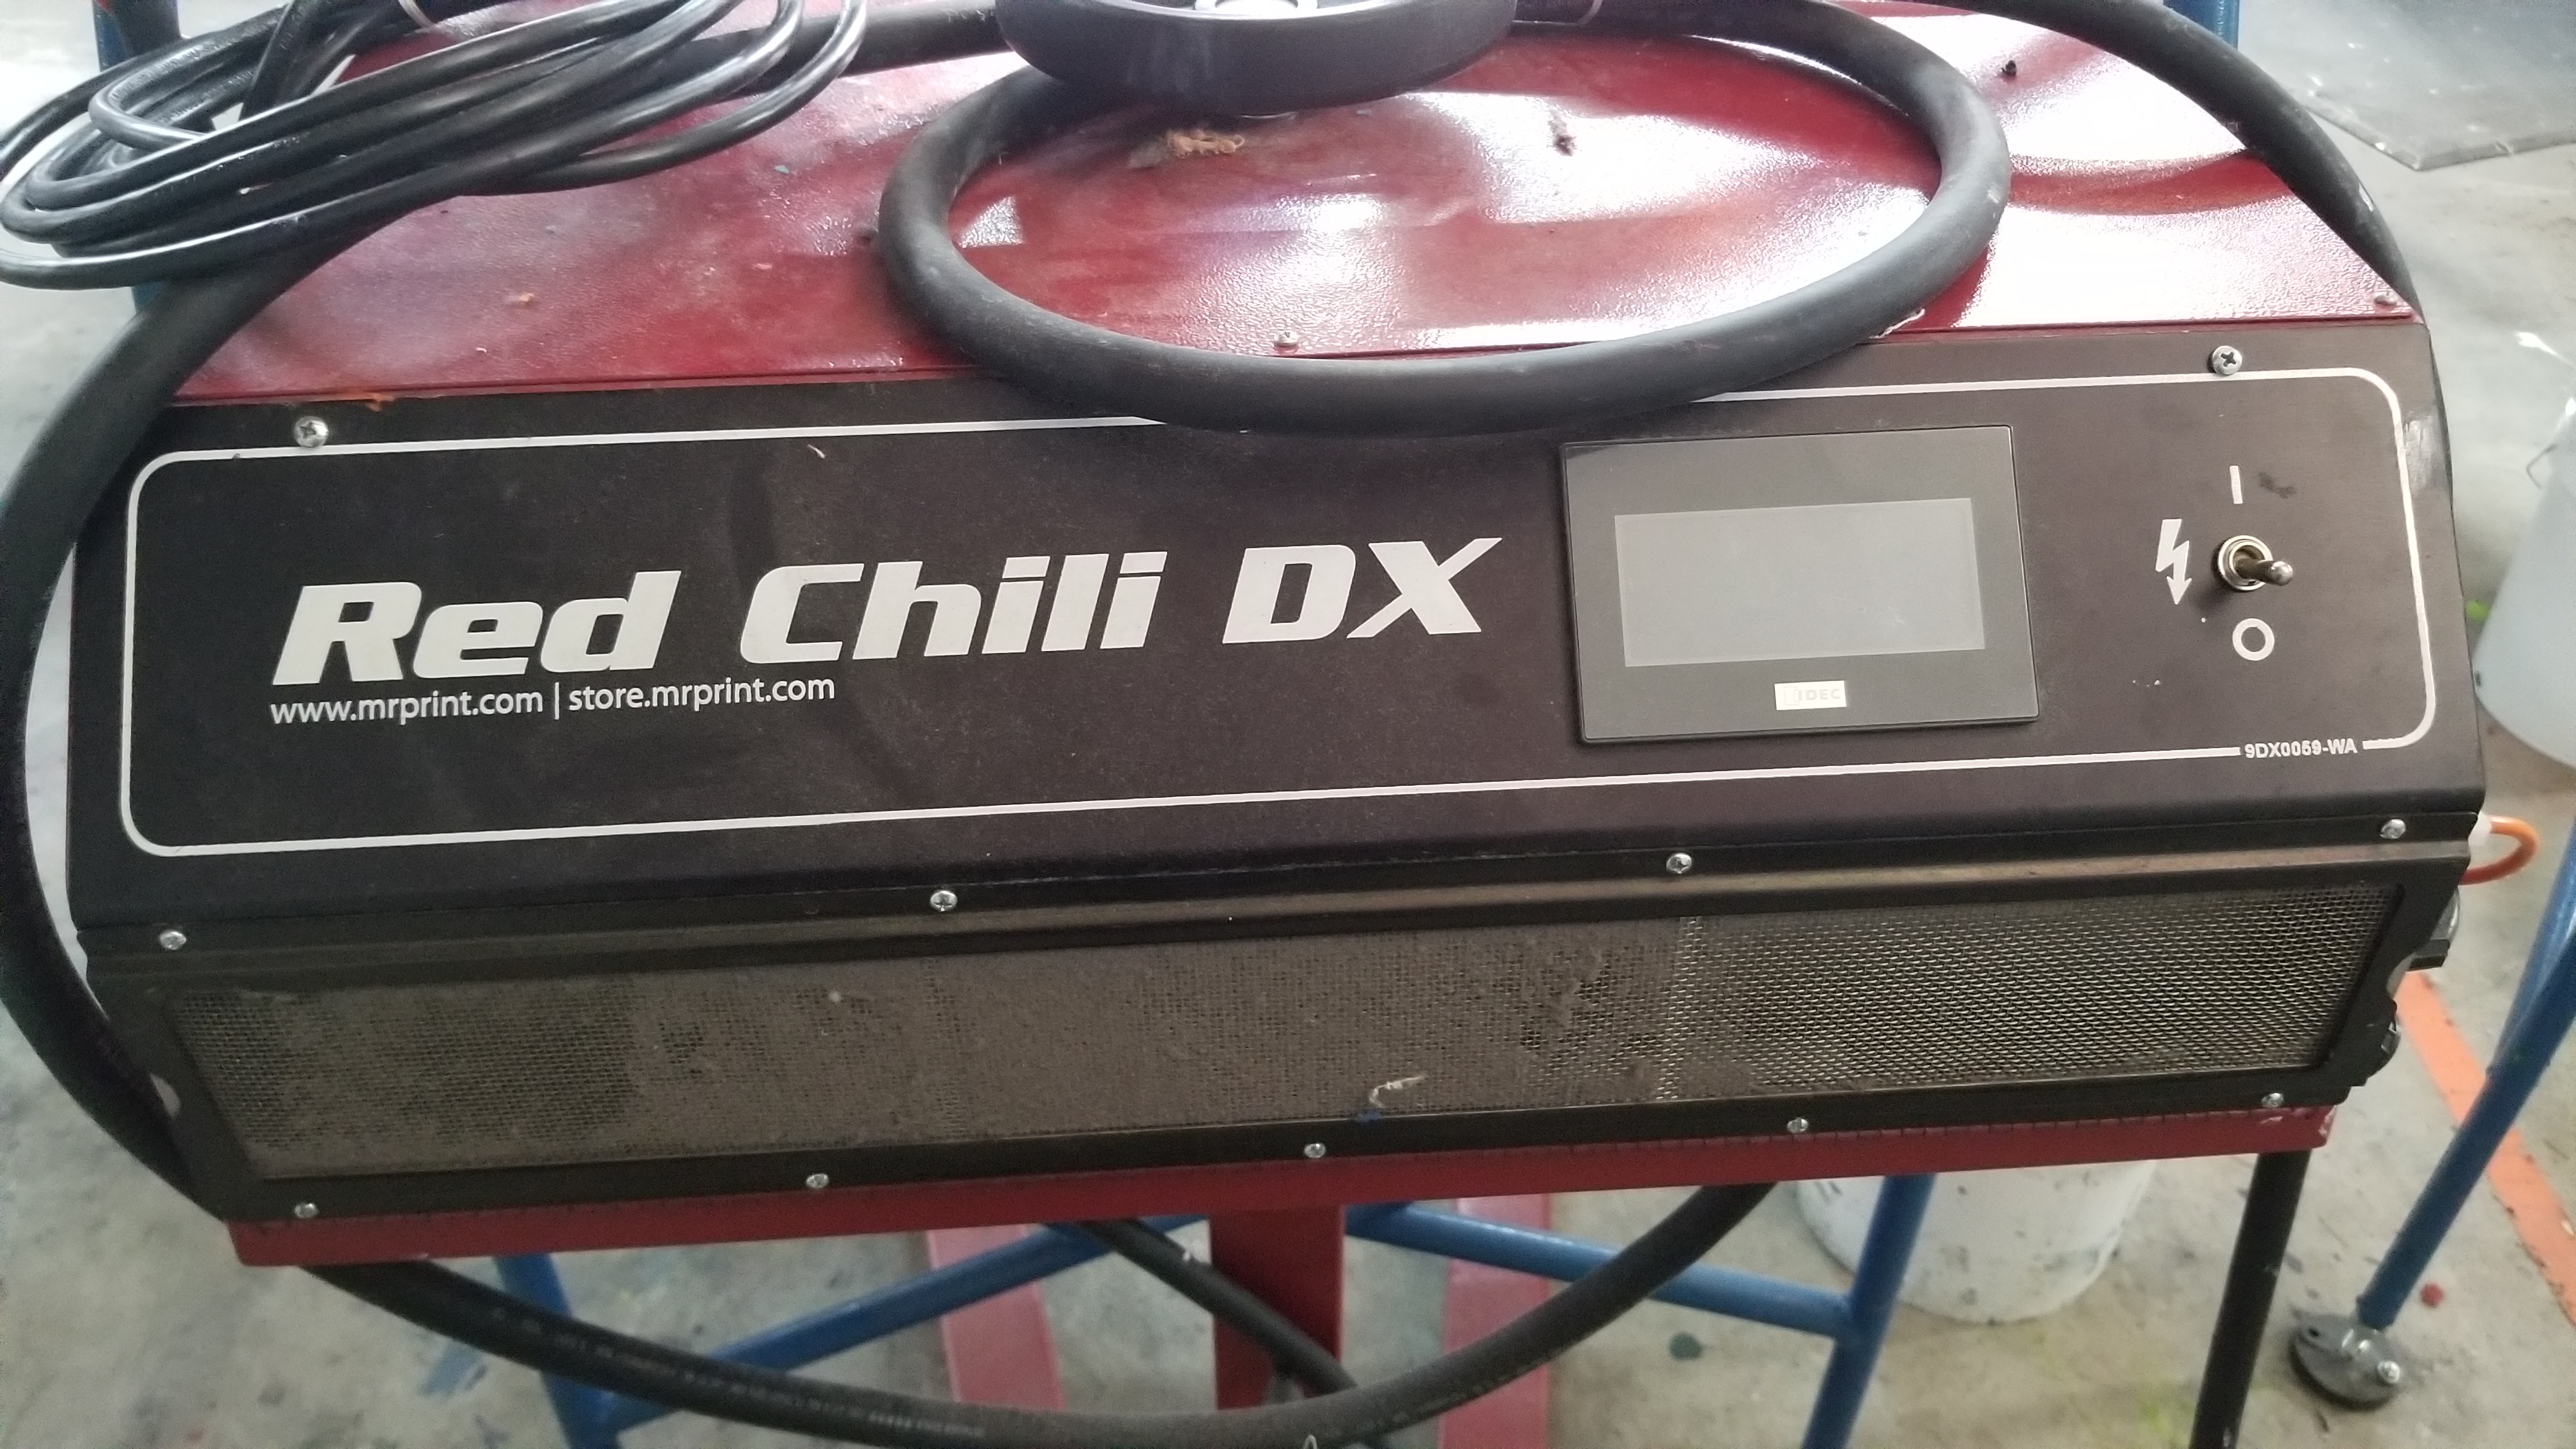 Red Chili DX
www.mrprint.com | store.mrprint.com
IDEC
I
O
9DX0059-WA